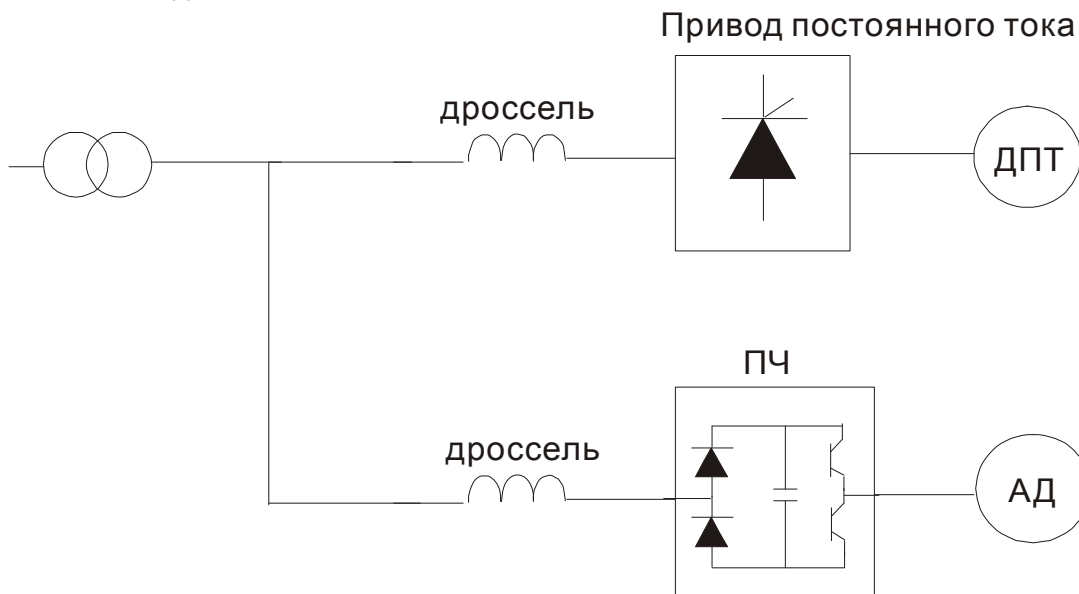 Привод постоянного тока
дроссель
ДПТ
ПЧ
дроссель
АД